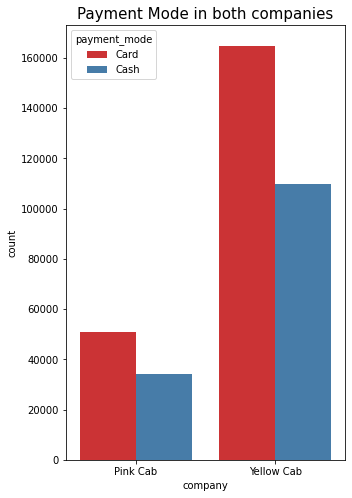 Payment Mode in both companies
payment_mode
Card
Cash
160000
140000
120000
100000
80000
60000
40000
20000
0
count
Pink Cab
Yellow Cab
company